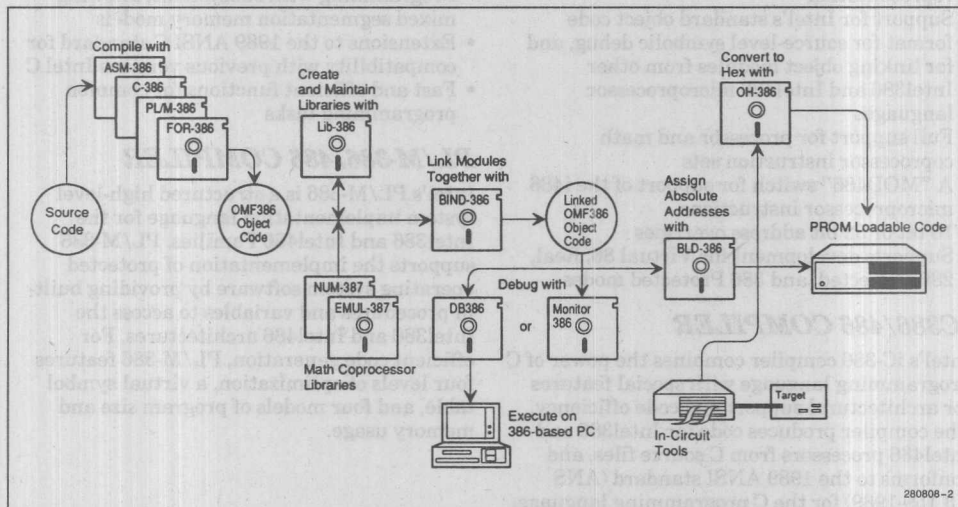 Compile with
ASM-386
C-386
PL/M-386
FOR-386
Source
Code
OMF386
Object
Code
Create
and Maintain
Libraries with
Lib-386
Link Modules
Together with
BIND-386
Linked
OMF386
Object
Code
Convert to
Hex with
OH-386
Assign
Absolute
Addresses
with
BLD-386
PROM Loadable Code
NUM-387
EMUL-387
Math Coprocessor
Libraries
Debug with
DB386
or
Monitor
386
Execute on
386-based PC
In-Circuit
Tools
Target
280808-2